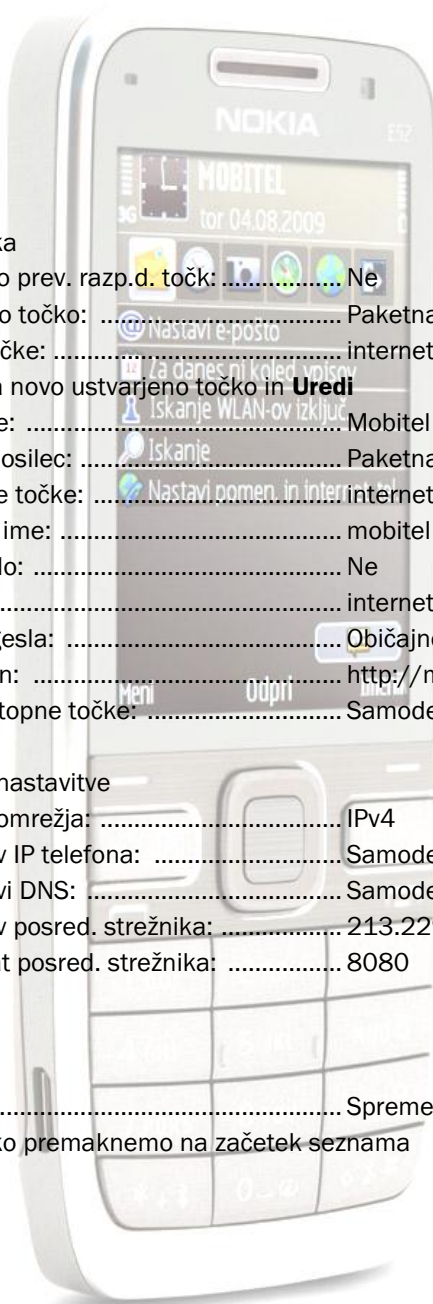 NOKIA
E52
MOBITEL
3G
tor 04.08.2009
ka
o prev. razp.d. točk: ................. Ne
o točko: .................................. Paketna
čke: ......................................... internet
@ Nastavi e-pošto
12 Za danes ni koled. vpisov
a novo ustvarjeno točko in Uredi
Iskanje WLAN-ov izključ.
e: ............................................. Mobitel
Iskanje
osilec: ..................................... Paketna
e točke: ................................... internet
Nastavi pomen. in internet. tel.
ime: ........................................ mobitel
lo: ............................................ Ne
................................................. internet
gesla: ....................................... Običajno
n: ............................................ http://m
topne točke: ............................ Samode
Meni
Odpri
nastavitve
omrežja: .................................. IPv4
v IP telefona: .......................... Samode
vi DNS: .................................... Samode
v posred. strežnika: ................. 213.22
at posred. strežnika: ................ 8080
................................................. Spreme
ko premaknemo na začetek seznama